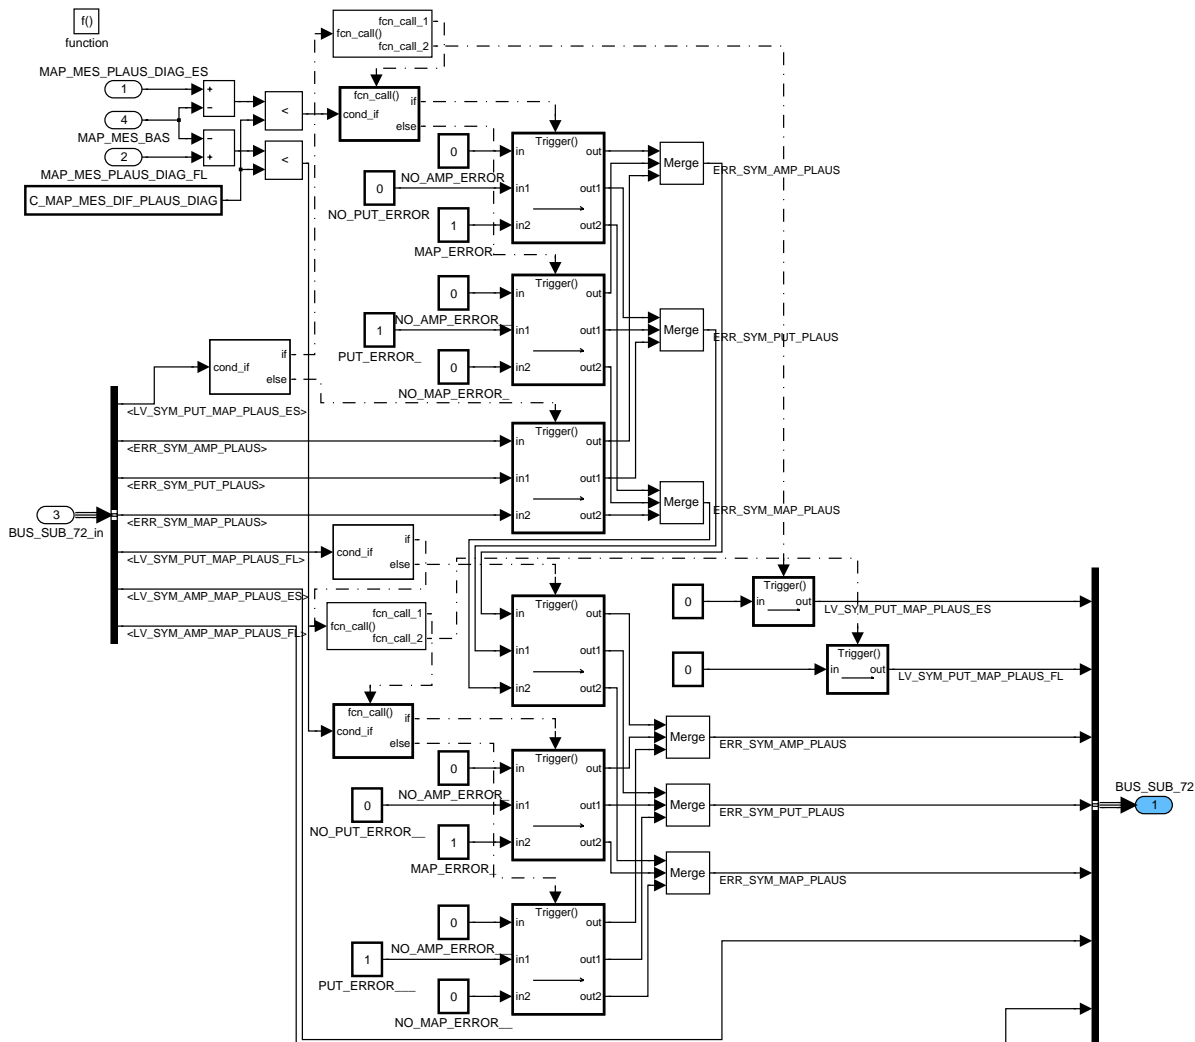 f()
function
fcn_call()
fcn_call_1
fcn_call_2
MAP_MES_PLAUS_DIAG_ES
1
+
−
<
4
MAP_MES_BAS
−
+
<
2
MAP_MES_PLAUS_DIAG_FL
C_MAP_MES_DIF_PLAUS_DIAG
fcn_call()
cond_if
if
else
0
NO_AMP_ERROR
0
NO_PUT_ERROR
1
MAP_ERROR
Trigger()
in
in1
in2
out
out1
out2
Merge
ERR_SYM_AMP_PLAUS
0
NO_AMP_ERROR_
1
PUT_ERROR_
0
NO_MAP_ERROR_
Trigger()
in
in1
in2
out
out1
out2
Merge
ERR_SYM_PUT_PLAUS
cond_if
if
else
<LV_SYM_PUT_MAP_PLAUS_ES>
<ERR_SYM_AMP_PLAUS>
<ERR_SYM_PUT_PLAUS>
<ERR_SYM_MAP_PLAUS>
Trigger()
in
in1
in2
out
out1
out2
Merge
ERR_SYM_MAP_PLAUS
3
BUS_SUB_72_in
<LV_SYM_PUT_MAP_PLAUS_FL>
<LV_SYM_AMP_MAP_PLAUS_ES>
<LV_SYM_AMP_MAP_PLAUS_FL>
cond_if
if
else
fcn_call()
fcn_call_1
fcn_call_2
Trigger()
in
in1
in2
out
out1
out2
0
Trigger()
in
out
LV_SYM_PUT_MAP_PLAUS_ES
0
Trigger()
in
out
LV_SYM_PUT_MAP_PLAUS_FL
fcn_call()
cond_if
if
else
0
NO_AMP_ERROR_
0
NO_PUT_ERROR__
1
MAP_ERROR_
Trigger()
in
in1
in2
out
out1
out2
Merge
ERR_SYM_AMP_PLAUS
Merge
ERR_SYM_PUT_PLAUS
Merge
ERR_SYM_MAP_PLAUS
BUS_SUB_72
1
0
NO_AMP_ERROR_
1
PUT_ERROR___
0
NO_MAP_ERROR__
Trigger()
in
in1
in2
out
out1
out2